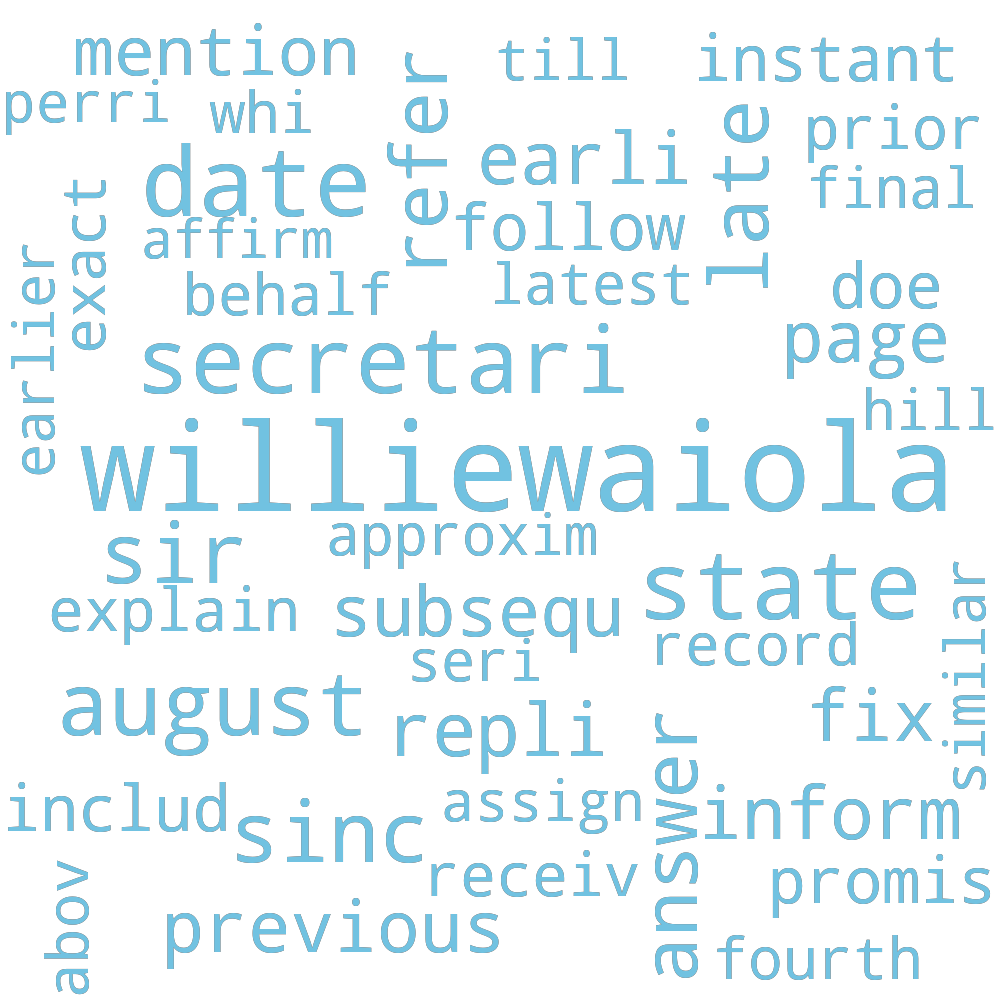 mention
till
instant
perri
whi
refer
late
prior
earli
date
final
exact
follow
affirm
earlier
latest
behalf
doe
page
secretari
hill
williewaiola
sir
approxim
state
similar
explain
subsequ
record
seri
august
repli
fix
answer
includ
sinc
assign
inform
receiv
promis
abov
previous
fourth